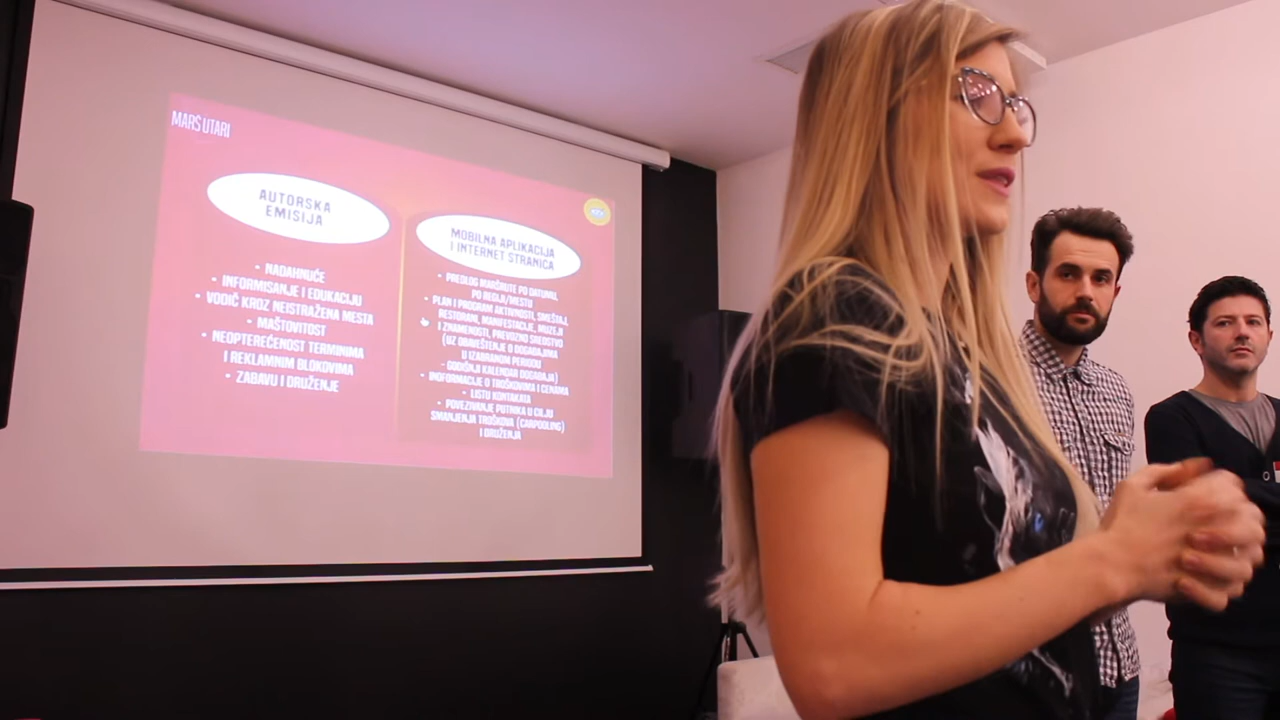 MARŠ UTARI
AUTORSKA
EMISIJA
- NADAHNUĆE
- INFORMISANJE I EDUKACIJU
- VODIČ KROZ NEISTRAŽENA MESTA
- MAŠTOVITOST
- NEOPTEREĆENOST TERMINIMA
I REKLAMNIM BLOKOVIMA
- ZABAVU I DRUŽENJE
MOBILNA APLIKACIJA
I INTERNET STRANICA
- PREDLOG MARŠRUTE PO DATUMU,
PO REGIJI/MESTU
- PLAN I PROGRAM AKTIVNOSTI, SMEŠTAJ,
RESTORANI, MANIFESTACIJE, MUZEJI
I ZNAMENOSTI, PREVOZNO SREDSTVO
(UZ OBAVEŠTENJE O DOGAĐAJIMA
U IZABRANOM PERIODU
- GODIŠNJI KALENDAR DOGAĐAJA)
- INOFORMACIJE O TROŠKOVIMA I CENAMA
- LISTU KONTAKATA
- POVEZIVANJE PUTNIKA U CILJU
SMANJENJA TROŠKOVA (CARPOOLING)
I DRUŽENJA